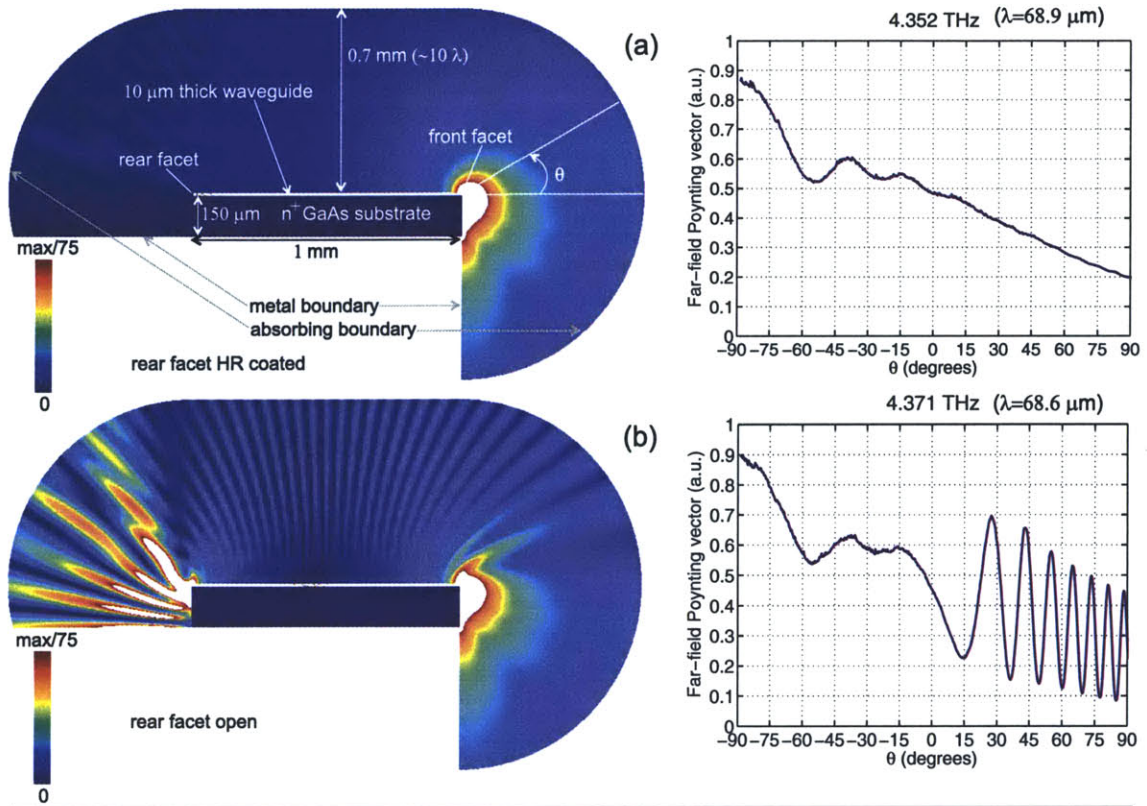 (a)
0.7 mm (~10 λ)
10 μm thick waveguide
front facet
rear facet
θ
150 μm n⁺ GaAs substrate
1 mm
max/75
metal boundary
absorbing boundary
rear facet HR coated
0
4.352 THz (λ=68.9 μm)
Far-field Poynting vector (a.u.)
0.9
0.8
0.7
0.6
0.5
0.4
0.3
0.2
0.1
0
-90 -75 -60 -45 -30 -15 0 15 30 45 60 75 90
θ (degrees)
(b)
max/75
rear facet open
0
4.371 THz (λ=68.6 μm)
Far-field Poynting vector (a.u.)
1
0.9
0.8
0.7
0.6
0.5
0.4
0.3
0.2
0.1
0
-90 -75 -60 -45 -30 -15 0 15 30 45 60 75 90
θ (degrees)